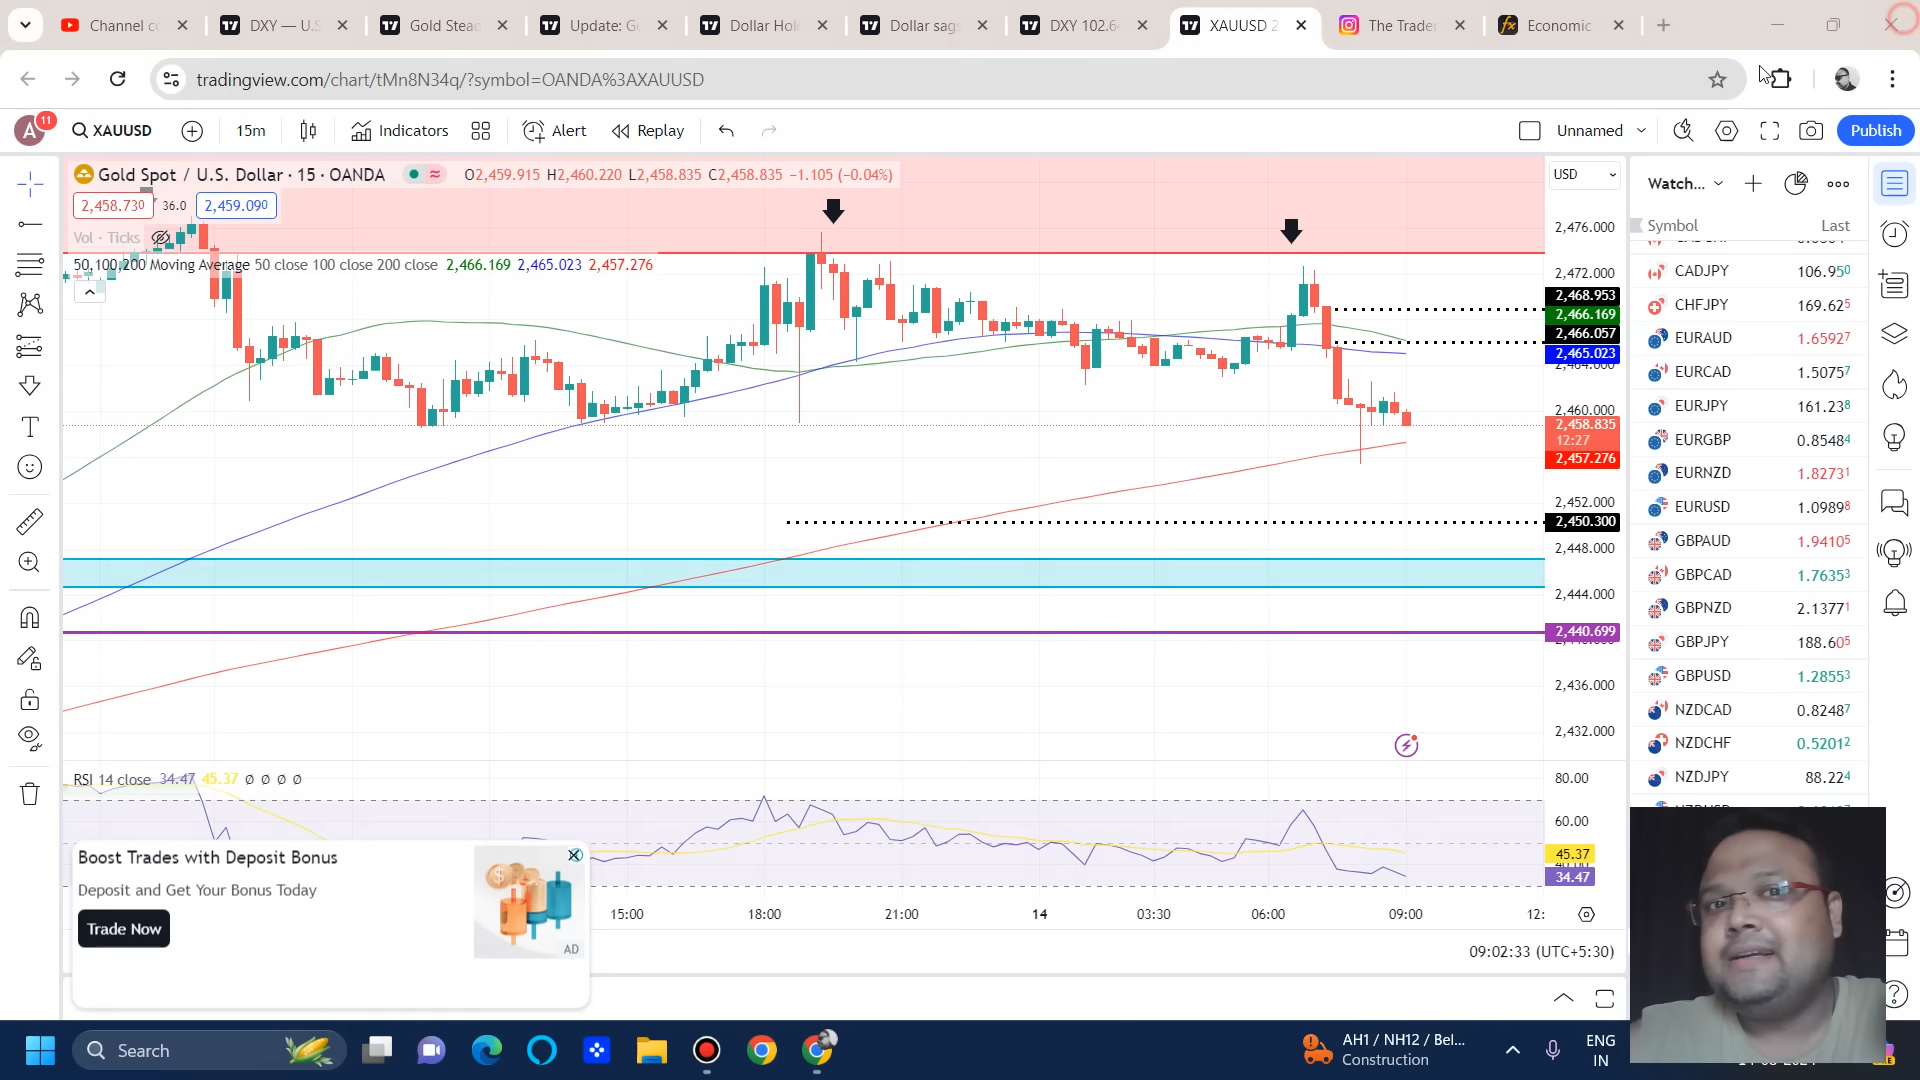 Channel co
DXY — U.S
Gold Stead
Update: Go
Dollar Hol
Dollar sags
DXY 102.6
XAUUSD 2
The Trader
Economic
tradingview.com/chart/tMn8N34q/?symbol=OANDA%3AXAUUSD
A
11
XAUUSD
15m
Indicators
Alert
Replay
Unnamed
Publish
Gold Spot / U.S. Dollar · 15 · OANDA
O2,459.915 H2,460.220 L2,458.835 C2,458.835 −1.105 (−0.04%)
2,458.730
36.0
2,459.090
Vol · Ticks
50,100,200 Moving Average 50 close 100 close 200 close 2,466.169 2,465.023 2,457.276
USD
2,476.000
2,472.000
2,468.953
2,466.169
2,466.057
2,465.023
2,464.000
2,460.000
2,458.835
12:27
2,457.276
2,452.000
2,450.300
2,448.000
2,444.000
2,440.699
2,436.000
2,432.000
RSI 14 close 34.47 45.37 ∅ ∅ ∅ ∅
80.00
60.00
45.37
34.47
Boost Trades with Deposit Bonus
Deposit and Get Your Bonus Today
Trade Now
AD
15:00
18:00
21:00
14
03:30
06:00
09:00
12:
09:02:33 (UTC+5:30)
Watch...
Symbol
Last
CADJPY 106.950
CHFJPY 169.625
EURAUD 1.65927
EURCAD 1.50757
EURJPY 161.238
EURGBP 0.85484
EURNZD 1.82731
EURUSD 1.09898
GBPAUD 1.94105
GBPCAD 1.76353
GBPNZD 2.13771
GBPJPY 188.605
GBPUSD 1.28553
NZDCAD 0.82487
NZDCHF 0.52012
NZDJPY 88.224
Search
AH1 / NH12 / Bel...
Construction
ENG
IN